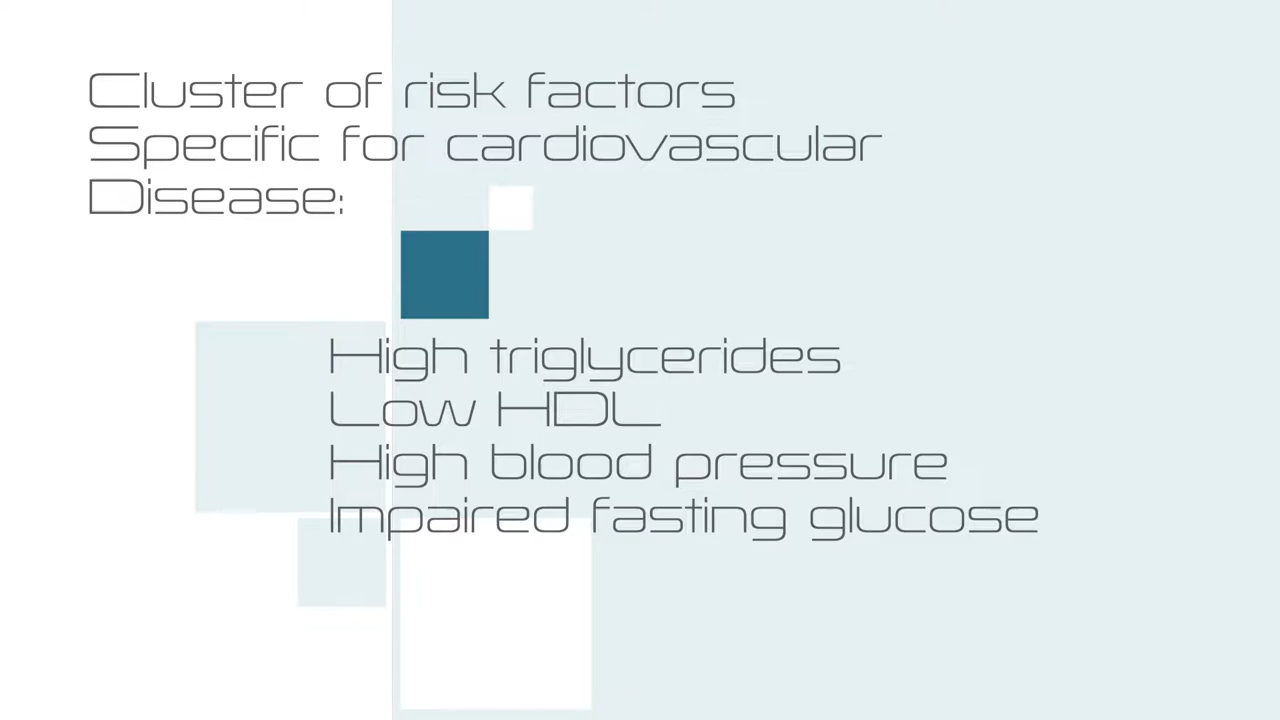 Cluster of risk factors
Specific for cardiovascular
Disease:
High triglycerides
Low HDL
High blood pressure
Impaired fasting glucose